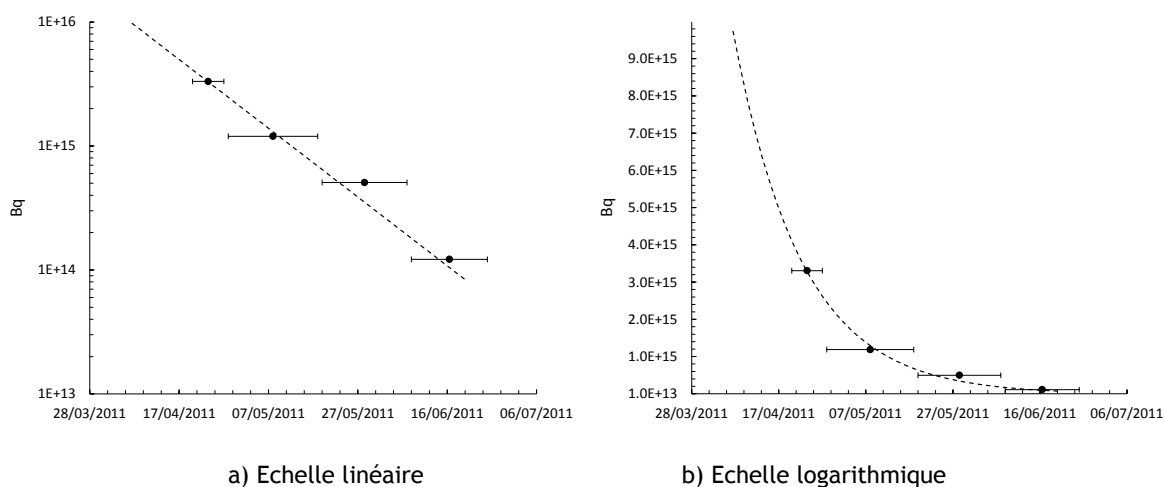 1E+16
1E+15
1E+14
1E+13
Bq
28/03/2011 17/04/2011 07/05/2011 27/05/2011 16/06/2011 06/07/2011
a) Echelle linéaire
9.0E+15
8.0E+15
7.0E+15
6.0E+15
5.0E+15
4.0E+15
3.0E+15
2.0E+15
1.0E+15
1.0E+13
Bq
28/03/2011 17/04/2011 07/05/2011 27/05/2011 16/06/2011 06/07/2011
b) Echelle logarithmique